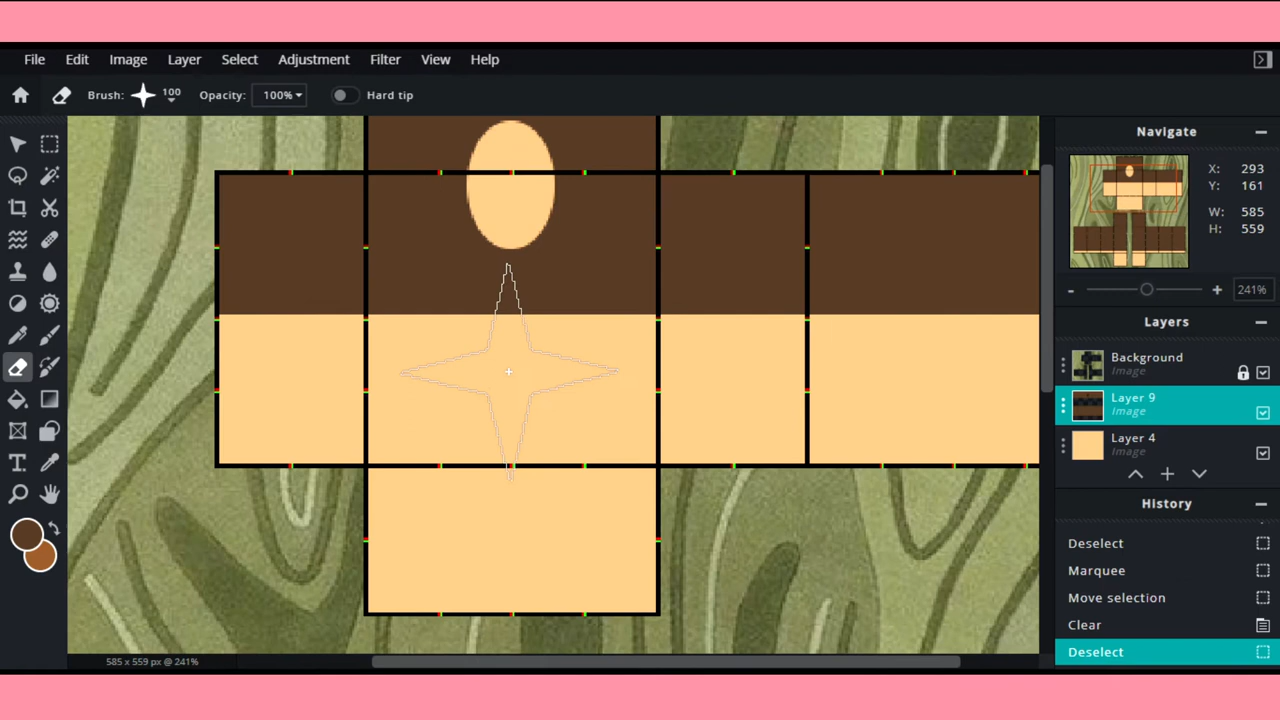 File Edit Image Layer Select Adjustment Filter View Help
Brush: 100 Opacity: 100% Hard tip
Navigate
X: 293
Y: 161
W: 585
H: 559
- + 241%
Layers
Background
Image
Layer 9
Image
Layer 4
Image
History
Deselect
Marquee
Move selection
Clear
Deselect
585 x 559 px @ 241%